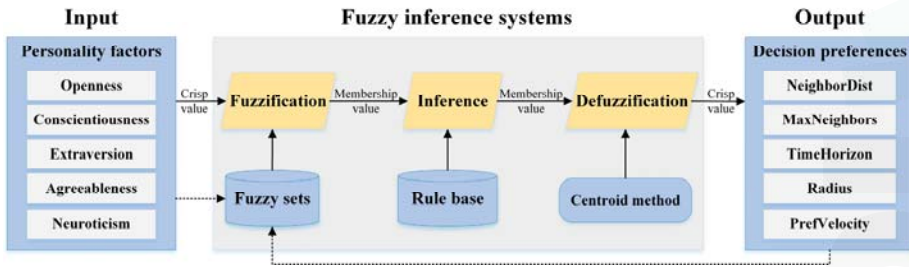 Input
Fuzzy inference systems
Output
Personality factors
Openness
Conscientiousness
Extraversion
Agreeableness
Neuroticism
Crisp
value
Fuzzification
Membership
value
Inference
Membership
value
Defuzzification
Crisp
value
Fuzzy sets
Rule base
Centroid method
Decision preferences
NeighborDist
MaxNeighbors
TimeHorizon
Radius
PrefVelocity